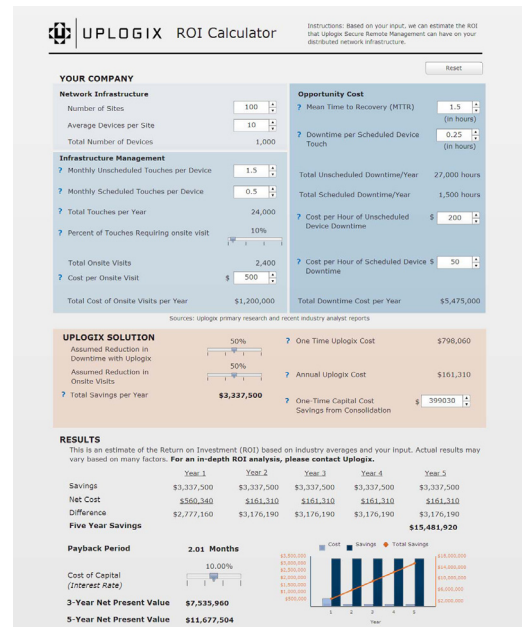 UPLOGIX ROI Calculator
Instructions: Based on your input, we can estimate the ROI
that Uplogix Secure Remote Management can have on your
distributed network infrastructure.
Reset
YOUR COMPANY
Network Infrastructure
Number of Sites 100
Average Devices per Site 10
Total Number of Devices 1,000
Infrastructure Management
? Monthly Unscheduled Touches per Device 1.5
? Monthly Scheduled Touches per Device 0.5
? Total Touches per Year 24,000
? Percent of Touches Requiring onsite visit 10%
Total Onsite Visits 2,400
? Cost per Onsite Visit $ 500
Total Cost of Onsite Visits per Year $1,200,000
Opportunity Cost
? Mean Time to Recovery (MTTR) 1.5
(in hours)
? Downtime per Scheduled Device 0.25
Touch (in hours)
Total Unscheduled Downtime/Year 27,000 hours
Total Scheduled Downtime/Year 1,500 hours
? Cost per Hour of Unscheduled $ 200
Device Downtime
? Cost per Hour of Scheduled Device $ 50
Downtime
Total Downtime Cost per Year $5,475,000
Sources: Uplogix primary research and recent industry analyst reports
UPLOGIX SOLUTION
Assumed Reduction in 50%
Downtime with Uplogix
Assumed Reduction in 50%
Onsite Visits
? Total Savings per Year $3,337,500
? One Time Uplogix Cost $798,060
? Annual Uplogix Cost $161,310
? One-Time Capital Cost $ 399030
Savings from Consolidation
RESULTS
This is an estimate of the Return on Investment (ROI) based on industry averages and your input. Actual results may
vary based on many factors. For an in-depth ROI analysis, please contact Uplogix.
Year 1 Year 2 Year 3 Year 4 Year 5
Savings $3,337,500 $3,337,500 $3,337,500 $3,337,500 $3,337,500
Net Cost $560,340 $161,310 $161,310 $161,310 $161,310
Difference $2,777,160 $3,176,190 $3,176,190 $3,176,190 $3,176,190
Five Year Savings $15,481,920
Payback Period 2.01 Months
Cost of Capital 10.00%
(Interest Rate)
3-Year Net Present Value $7,535,960
5-Year Net Present Value $11,677,504
Cost Savings Total Savings
1 2 3 4 5
Year